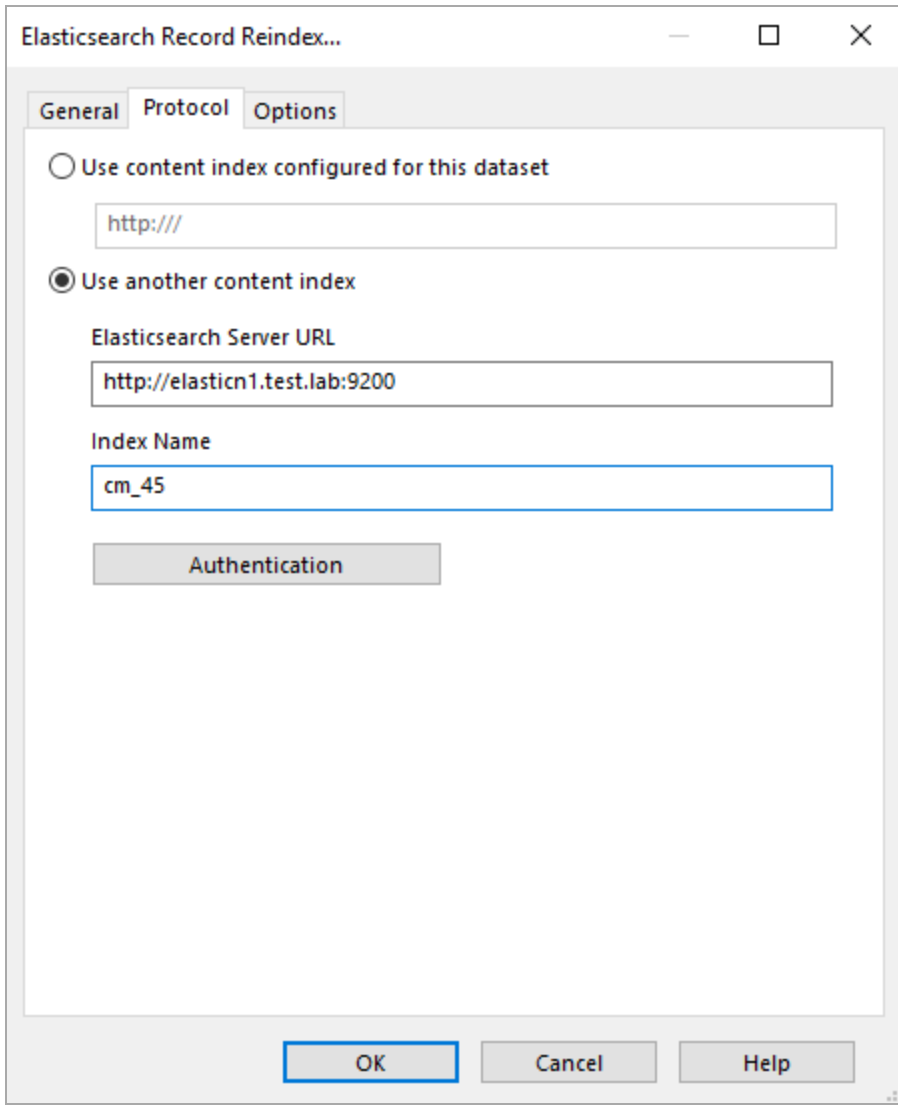 Elasticsearch Record Reindex...
General Protocol Options
Use content index configured for this dataset
http:///
Use another content index
Elasticsearch Server URL
http://elasticn1.test.lab:9200
Index Name
cm_45
Authentication
OK Cancel Help